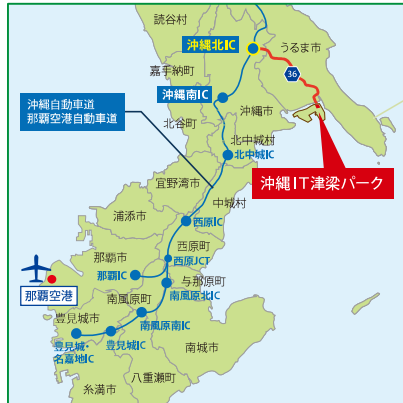 読谷村
沖縄北IC
うるま市
嘉手納町
36
沖縄自動車道
那覇空港自動車道
沖縄南IC
沖縄市
北谷町
北中城村
北中城IC
沖縄IT津梁パーク
宜野湾市
中城村
浦添市
西原IC
西原町
那覇市
西原JCT
与那原町
那覇IC
南風原北IC
那覇空港
南風原町
豊見城市
南風原南IC
豊見城・
名嘉地IC
豊見城IC
南城市
八重瀬町
糸満市